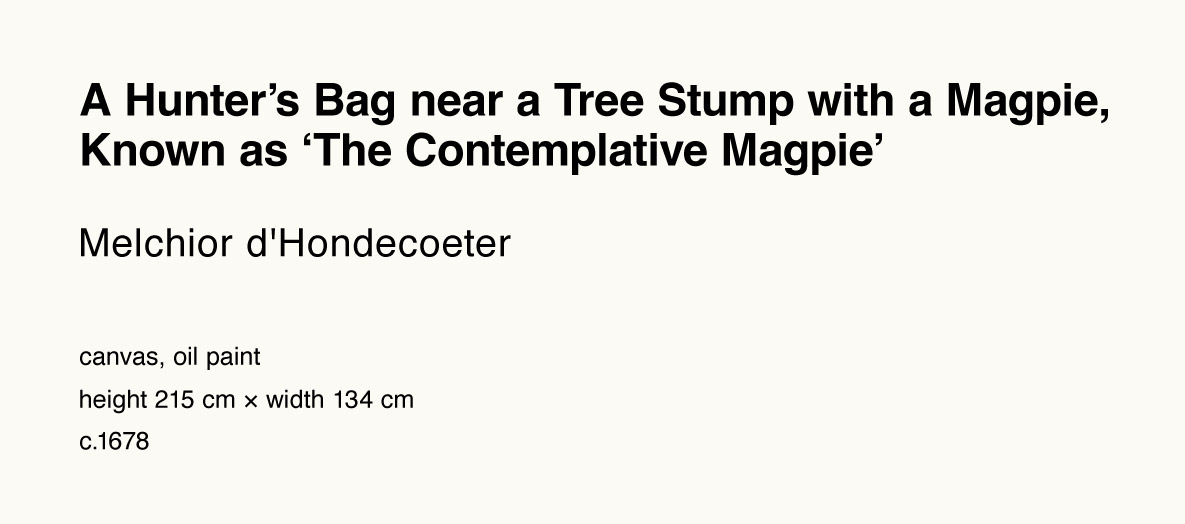 A Hunter’s Bag near a Tree Stump with a Magpie,
Known as ‘The Contemplative Magpie’
Melchior d'Hondecoeter
canvas, oil paint
height 215 cm × width 134 cm
c.1678